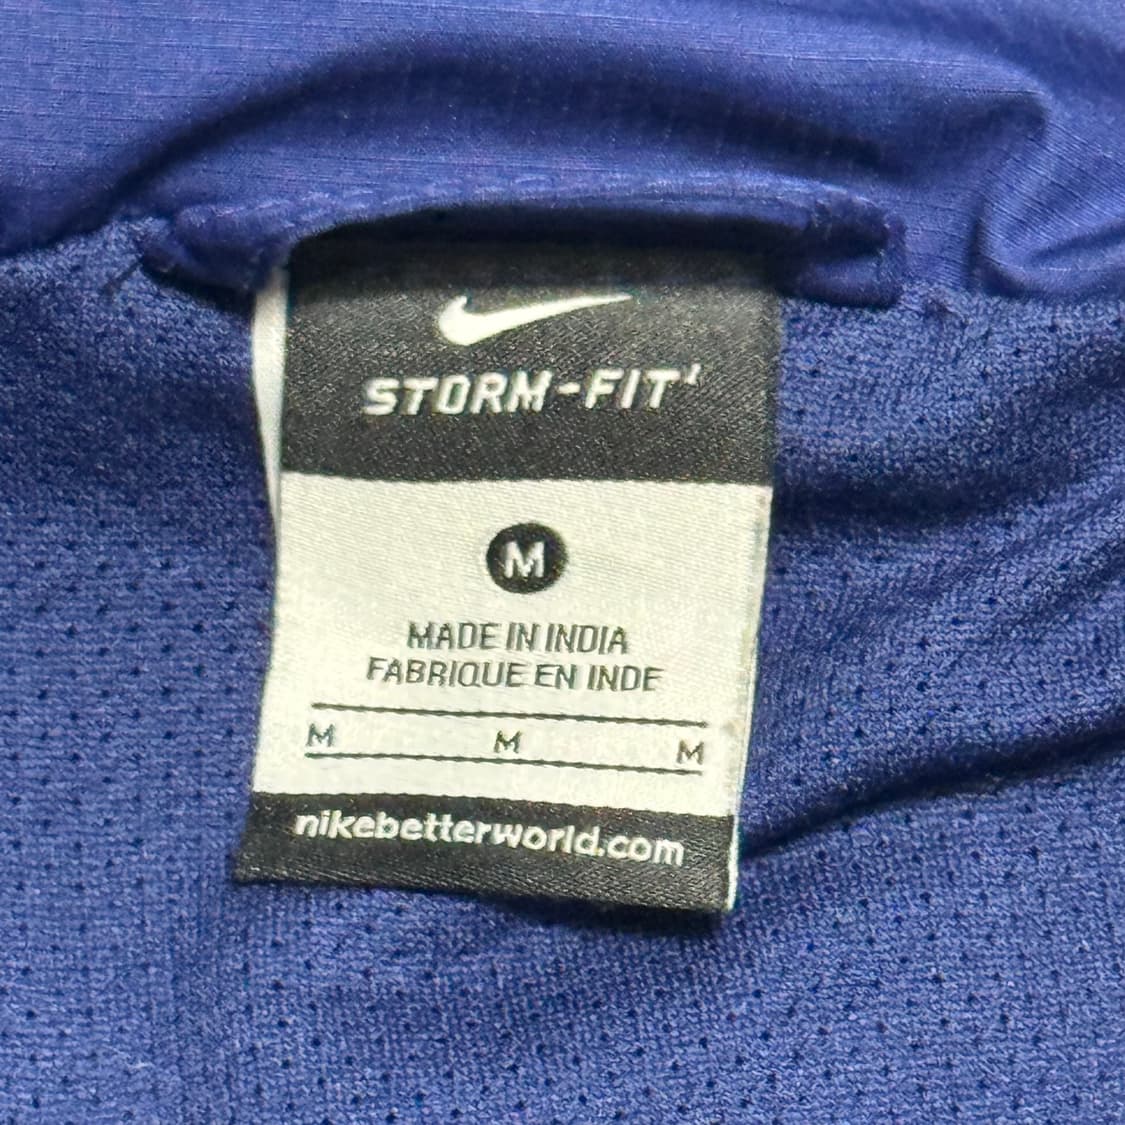 STORM-FIT
M
MADE IN INDIA
FABRIQUE EN INDE
M M M
nikebetterworld.com